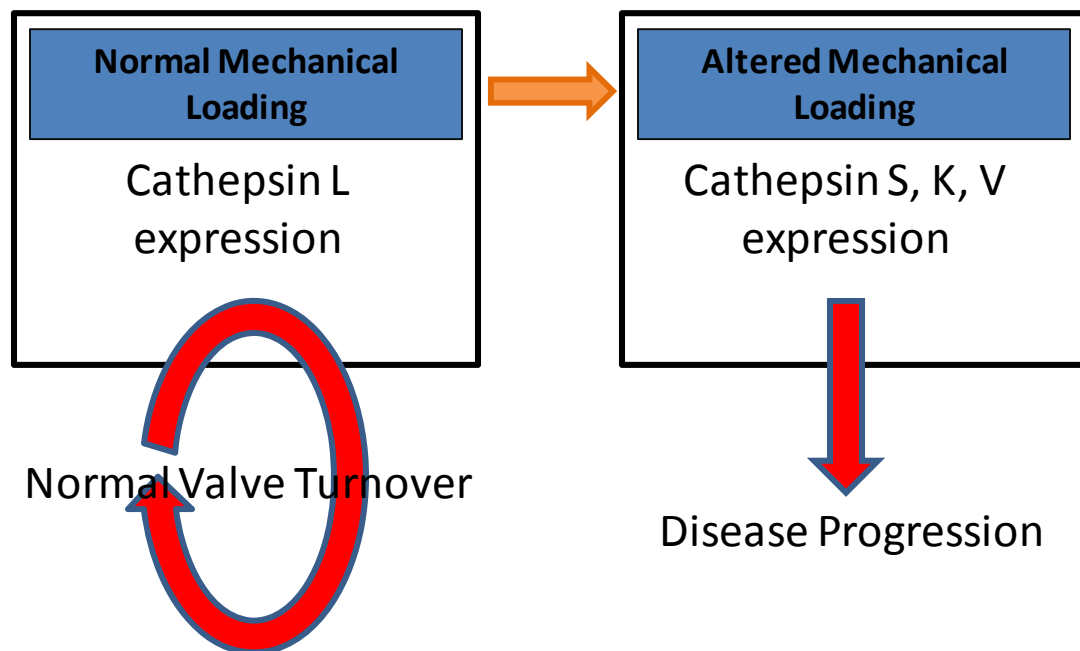 Normal Mechanical
Loading
Cathepsin L
expression
Normal Valve Turnover
Altered Mechanical
Loading
Cathepsin S, K, V
expression
Disease Progression